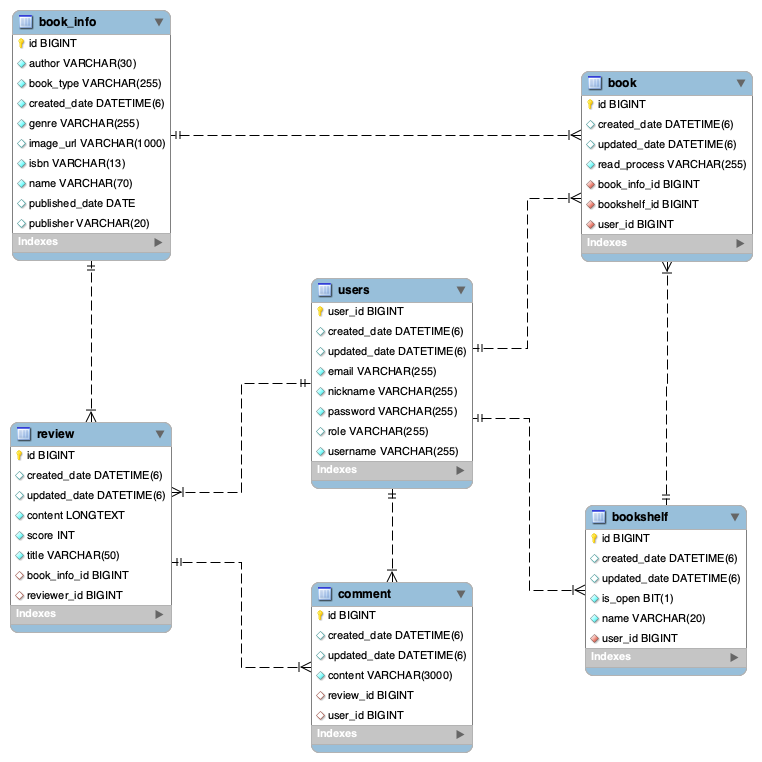 book_info
id BIGINT
author VARCHAR(30)
book_type VARCHAR(255)
created_date DATETIME(6)
genre VARCHAR(255)
image_url VARCHAR(1000)
isbn VARCHAR(13)
name VARCHAR(70)
published_date DATE
publisher VARCHAR(20)
Indexes
book
id BIGINT
created_date DATETIME(6)
updated_date DATETIME(6)
read_process VARCHAR(255)
book_info_id BIGINT
bookshelf_id BIGINT
user_id BIGINT
Indexes
users
user_id BIGINT
created_date DATETIME(6)
updated_date DATETIME(6)
email VARCHAR(255)
nickname VARCHAR(255)
password VARCHAR(255)
role VARCHAR(255)
username VARCHAR(255)
Indexes
review
id BIGINT
created_date DATETIME(6)
updated_date DATETIME(6)
content LONGTEXT
score INT
title VARCHAR(50)
book_info_id BIGINT
reviewer_id BIGINT
Indexes
bookshelf
id BIGINT
created_date DATETIME(6)
updated_date DATETIME(6)
is_open BIT(1)
name VARCHAR(20)
user_id BIGINT
Indexes
comment
id BIGINT
created_date DATETIME(6)
updated_date DATETIME(6)
content VARCHAR(3000)
review_id BIGINT
user_id BIGINT
Indexes